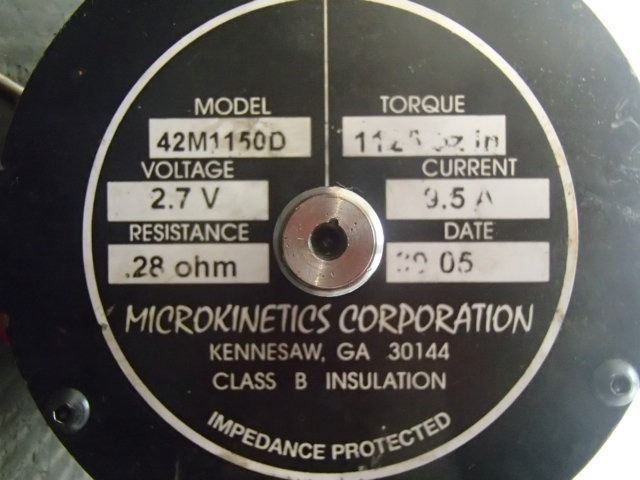 MODEL TORQUE
42M1150D in
VOLTAGE CURRENT
2.7 V 9.5 A
RESISTANCE DATE
.28 ohm 05
MICROKINETICS CORPORATION
KENNESAW, GA 30144
CLASS B INSULATION
IMPEDANCE PROTECTED